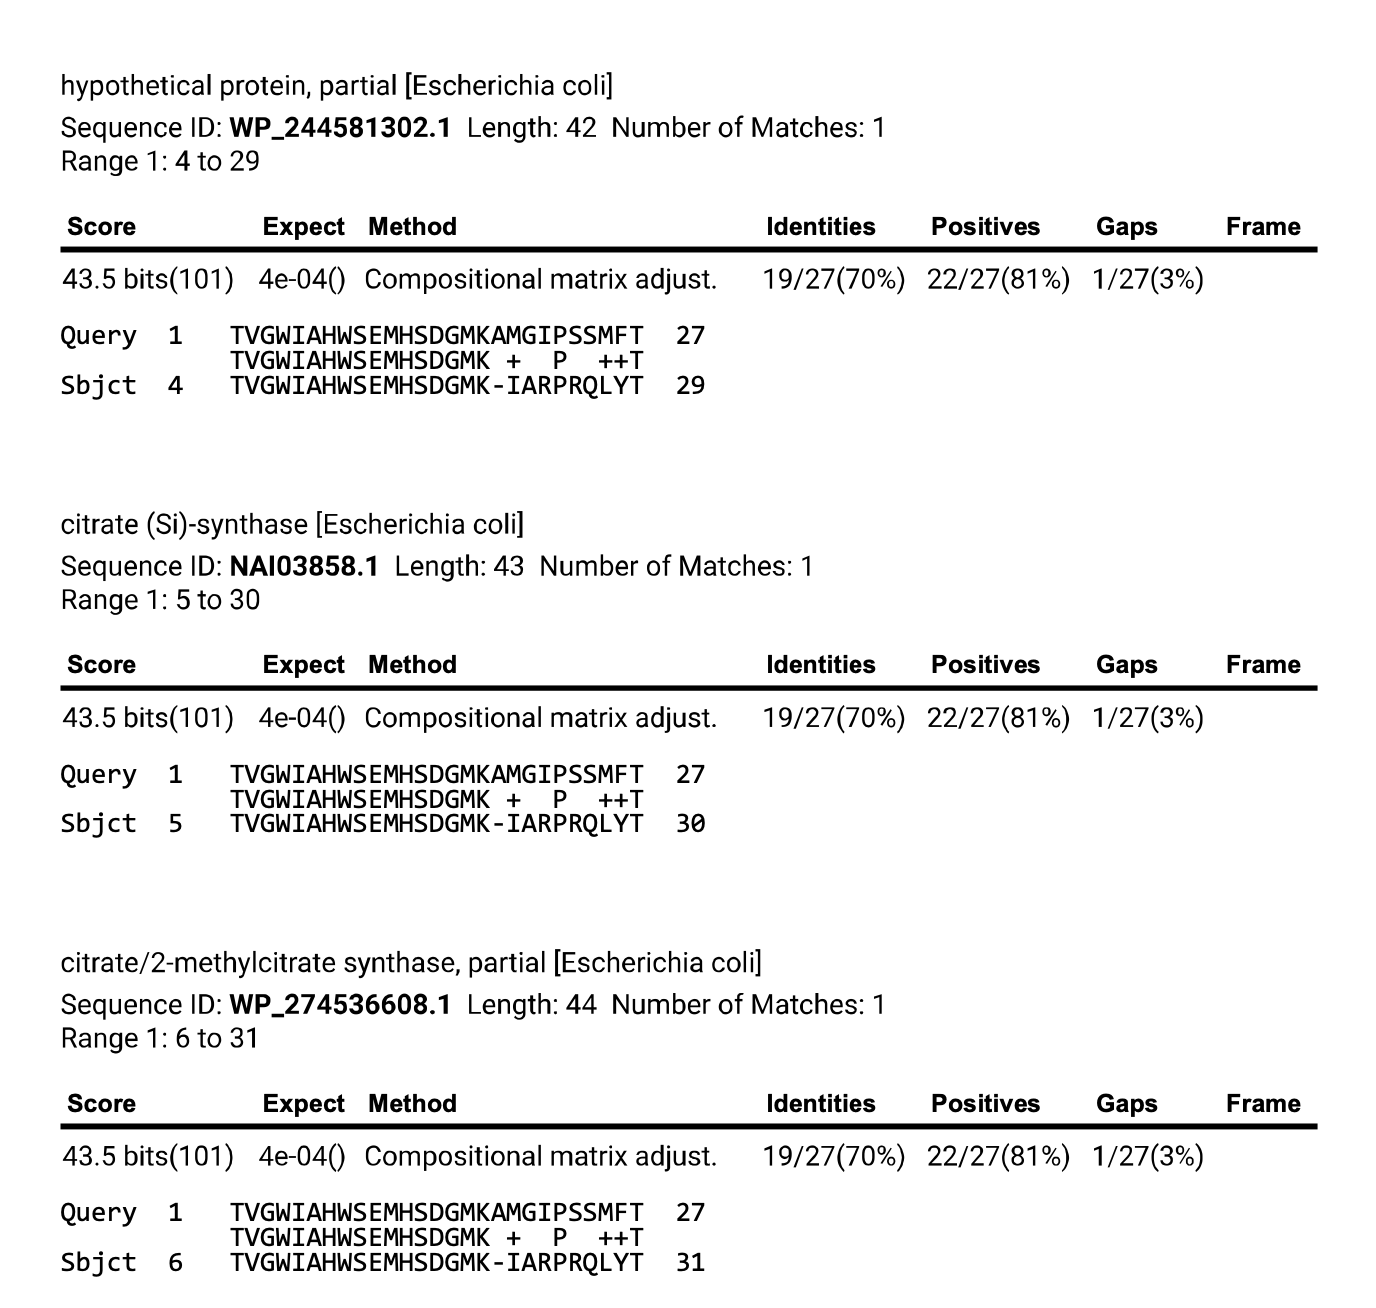 hypothetical protein, partial [Escherichia coli]
Sequence ID: WP_244581302.1 Length: 42 Number of Matches: 1
Range 1: 4 to 29
Score Expect Method Identities Positives Gaps Frame
43.5 bits(101) 4e-04() Compositional matrix adjust. 19/27(70%) 22/27(81%) 1/27(3%)
Query 1 TVGWIAHWSEMHSDGMKAMGIPSSMFT 27
TVGWIAHWSEMHSDGMK +  P  ++T
Sbjct 4 TVGWIAHWSEMHSDGMK-IARPRQLYT 29
citrate (Si)-synthase [Escherichia coli]
Sequence ID: NAI03858.1 Length: 43 Number of Matches: 1
Range 1: 5 to 30
Score Expect Method Identities Positives Gaps Frame
43.5 bits(101) 4e-04() Compositional matrix adjust. 19/27(70%) 22/27(81%) 1/27(3%)
Query 1 TVGWIAHWSEMHSDGMKAMGIPSSMFT 27
TVGWIAHWSEMHSDGMK +  P  ++T
Sbjct 5 TVGWIAHWSEMHSDGMK-IARPRQLYT 30
citrate/2-methylcitrate synthase, partial [Escherichia coli]
Sequence ID: WP_274536608.1 Length: 44 Number of Matches: 1
Range 1: 6 to 31
Score Expect Method Identities Positives Gaps Frame
43.5 bits(101) 4e-04() Compositional matrix adjust. 19/27(70%) 22/27(81%) 1/27(3%)
Query 1 TVGWIAHWSEMHSDGMKAMGIPSSMFT 27
TVGWIAHWSEMHSDGMK +  P  ++T
Sbjct 6 TVGWIAHWSEMHSDGMK-IARPRQLYT 31